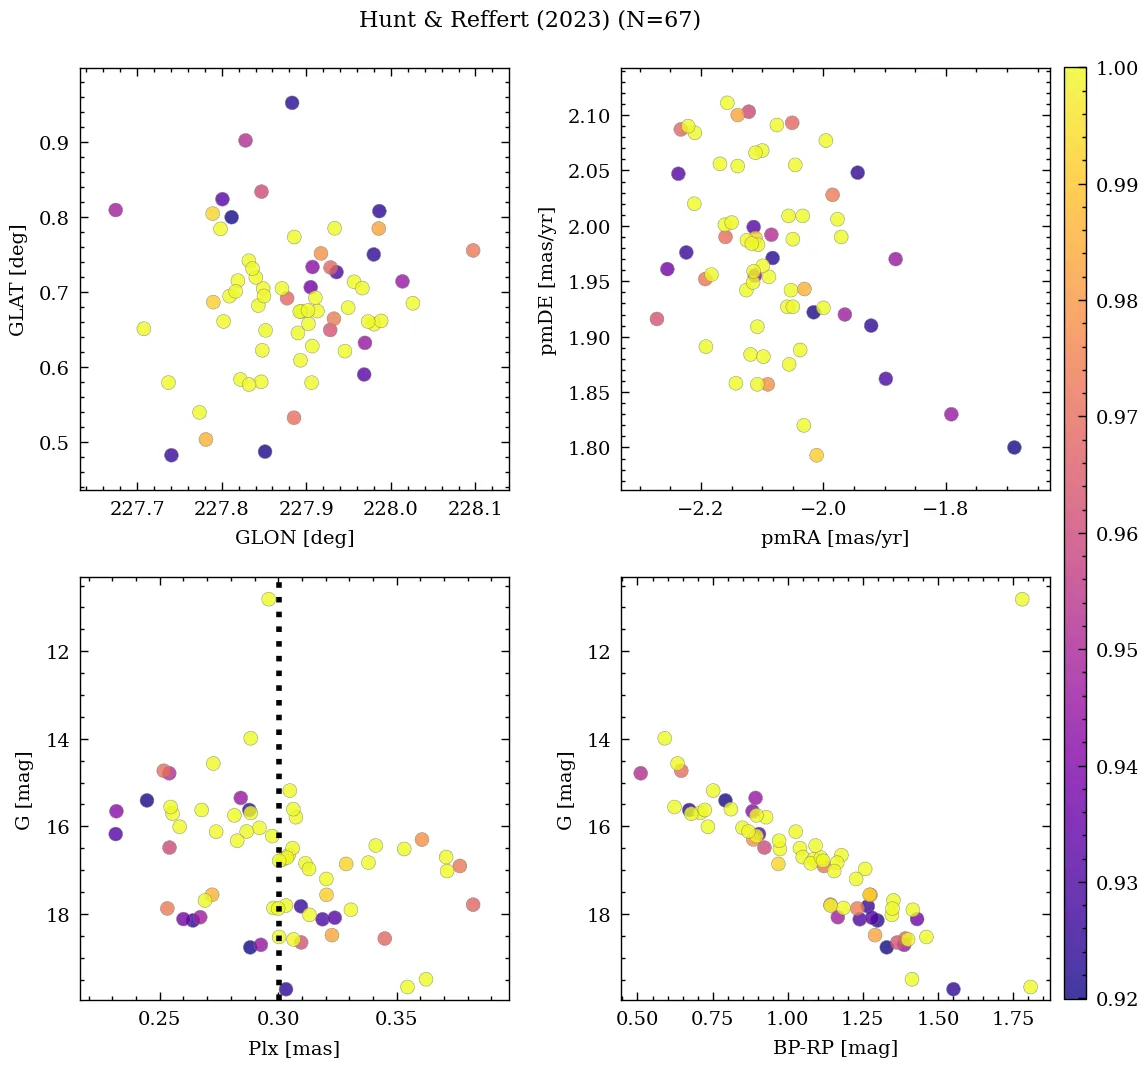 Hunt & Reffert (2023) (N=67)
0.9
0.8
0.7
0.6
0.5
GLAT [deg]
227.7 227.8 227.9 228.0 228.1
GLON [deg]
2.10
2.05
2.00
1.95
1.90
1.85
1.80
pmDE [mas/yr]
−2.2 −2.0 −1.8
pmRA [mas/yr]
12
14
16
18
G [mag]
0.25 0.30 0.35
Plx [mas]
12
14
16
18
G [mag]
0.50 0.75 1.00 1.25 1.50 1.75
BP-RP [mag]
1.00
0.99
0.98
0.97
0.96
0.95
0.94
0.93
0.92